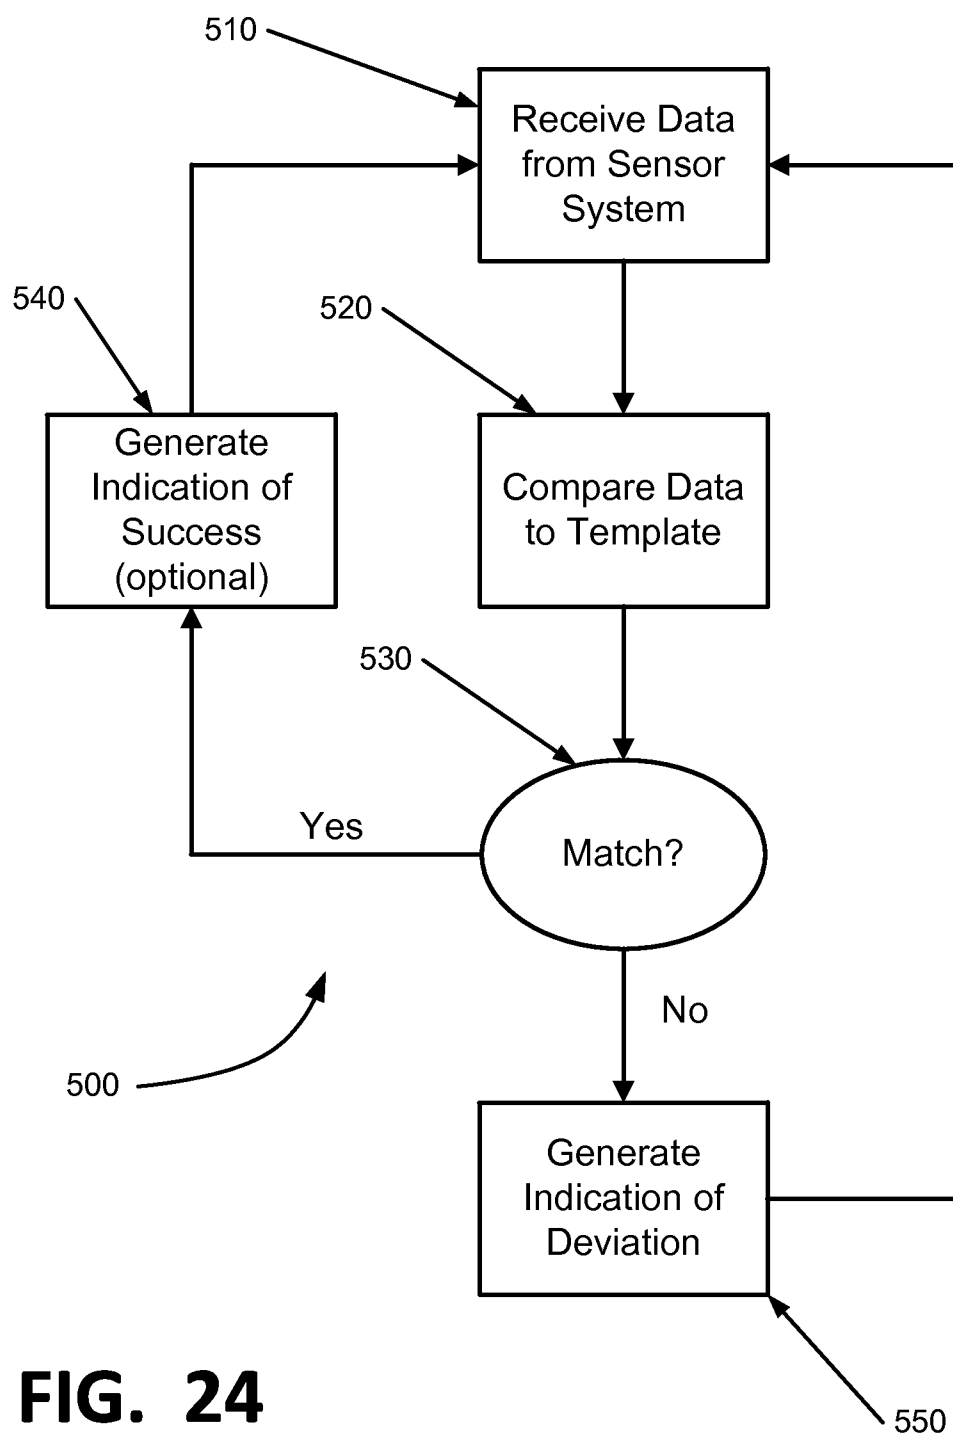 510
Receive Data
from Sensor
System
540
520
Generate
Indication of
Success
(optional)
Compare Data
to Template
530
Yes
Match?
No
500
Generate
Indication of
Deviation
FIG. 24
550